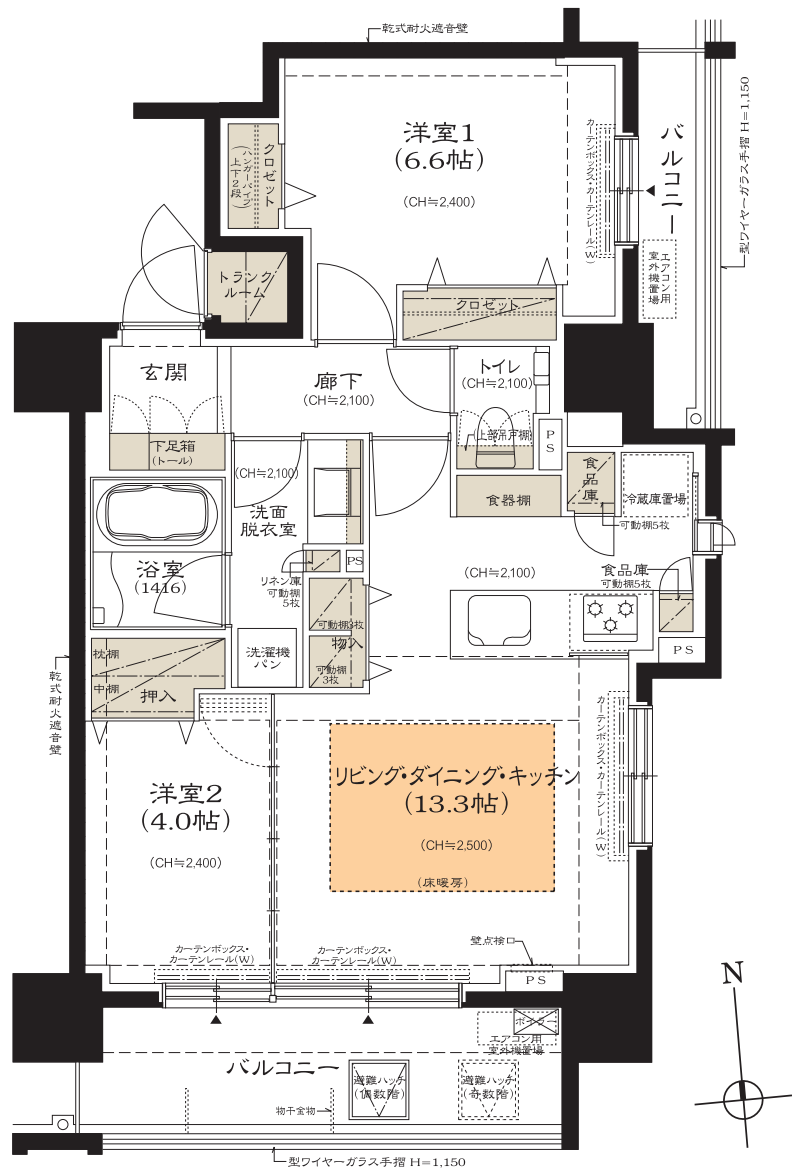 乾式耐火遮音壁
洋室1
(6.6帖)
(CH≒2,400)
クロゼット
ハンガーパイプ
上下2段
カーテンボックス・カーテンレール(W)
バルコニー
型ワイヤーガラス手摺 H=1,150
エアコン用
室外機置場
トランク
ルーム
クロゼット
玄関
廊下
(CH≒2,100)
トイレ
(CH≒2,100)
(上部吊戸棚)
PS
下足箱
(トール)
(CH≒2,100)
洗面
脱衣室
食器棚
食品庫
可動棚5枚
冷蔵庫置場
浴室
(1416)
リネン庫
可動棚
5枚
PS
(CH≒2,100)
食品庫
可動棚5枚
可動棚3枚
物入
可動棚
3枚
洗濯機
パン
PS
枕棚
中棚
押入
乾式耐火遮音壁
カーテンボックス・カーテンレール(W)
洋室2
(4.0帖)
(CH≒2,400)
リビング・ダイニング・キッチン
(13.3帖)
(CH≒2,500)
(床暖房)
カーテンボックス・
カーテンレール(W)
カーテンボックス・
カーテンレール(W)
壁点検口
PS
N
ボイラー
エアコン用
室外機置場
バルコニー
避難ハッチ
(偶数階)
避難ハッチ
(奇数階)
物干金物
型ワイヤーガラス手摺 H=1,150